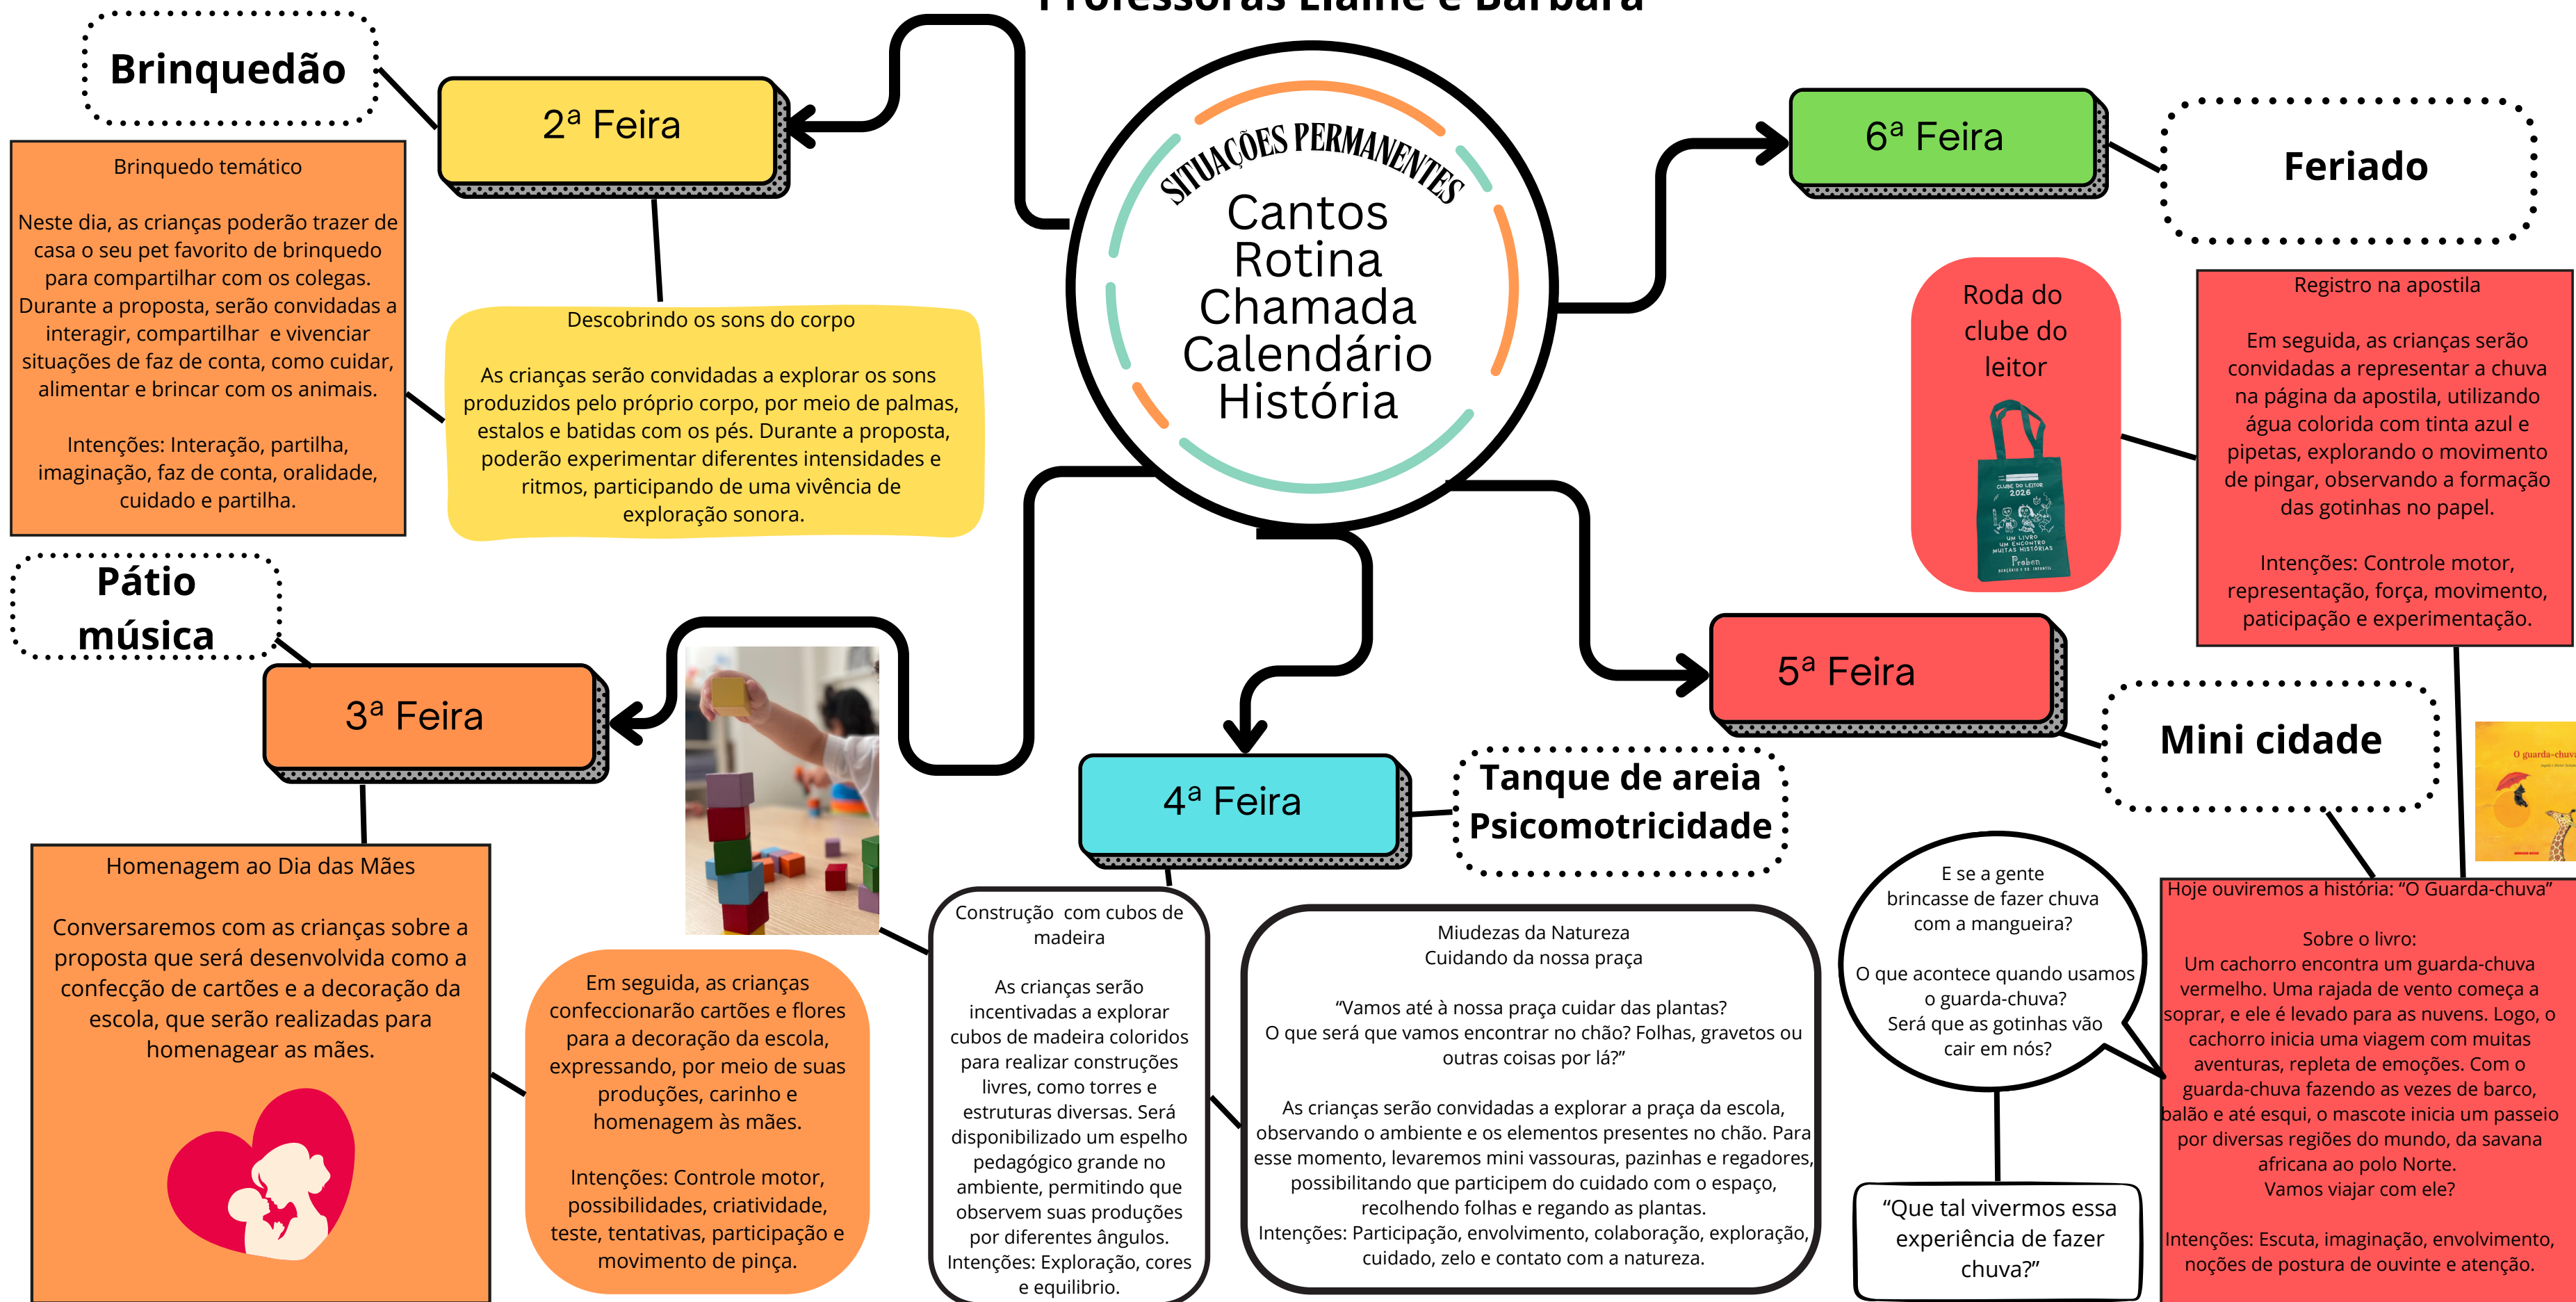 Professoras Elaine e Bárbara
Brinquedão
2ª Feira
Brinquedo temático
Neste dia, as crianças poderão trazer de
casa o seu pet favorito de brinquedo
para compartilhar com os colegas.
Durante a proposta, serão convidadas a
interagir, compartilhar e vivenciar
situações de faz de conta, como cuidar,
alimentar e brincar com os animais.
Intenções: Interação, partilha,
imaginação, faz de conta, oralidade,
cuidado e partilha.
Descobrindo os sons do corpo
As crianças serão convidadas a explorar os sons
produzidos pelo próprio corpo, por meio de palmas,
estalos e batidas com os pés. Durante a proposta,
poderão experimentar diferentes intensidades e
ritmos, participando de uma vivência de
exploração sonora.
SITUAÇÕES PERMANENTES
Cantos
Rotina
Chamada
Calendário
História
6ª Feira
Feriado
Roda do
clube do
leitor
CLUBE DO LEITOR
2026
UM LIVRO
UM ENCONTRO
MUITAS HISTÓRIAS
Registro na apostila
Em seguida, as crianças serão
convidadas a representar a chuva
na página da apostila, utilizando
água colorida com tinta azul e
pipetas, explorando o movimento
de pingar, observando a formação
das gotinhas no papel.
Intenções: Controle motor,
representação, força, movimento,
paticipação e experimentação.
Pátio
música
3ª Feira
Homenagem ao Dia das Mães
Conversaremos com as crianças sobre a
proposta que será desenvolvida como a
confecção de cartões e a decoração da
escola, que serão realizadas para
homenagear as mães.
Em seguida, as crianças
confeccionarão cartões e flores
para a decoração da escola,
expressando, por meio de suas
produções, carinho e
homenagem às mães.
Intenções: Controle motor,
possibilidades, criatividade,
teste, tentativas, participação e
movimento de pinça.
4ª Feira
Tanque de areia
Psicomotricidade
Construção com cubos de
madeira
As crianças serão
incentivadas a explorar
cubos de madeira coloridos
para realizar construções
livres, como torres e
estruturas diversas. Será
disponibilizado um espelho
pedagógico grande no
ambiente, permitindo que
observem suas produções
por diferentes ângulos.
Intenções: Exploração, cores
e equilibrio.
Miudezas da Natureza
Cuidando da nossa praça
“Vamos até à nossa praça cuidar das plantas?
O que será que vamos encontrar no chão? Folhas, gravetos ou
outras coisas por lá?”
As crianças serão convidadas a explorar a praça da escola,
observando o ambiente e os elementos presentes no chão. Para
esse momento, levaremos mini vassouras, pazinhas e regadores,
possibilitando que participem do cuidado com o espaço,
recolhendo folhas e regando as plantas.
Intenções: Participação, envolvimento, colaboração, exploração,
cuidado, zelo e contato com a natureza.
5ª Feira
Mini cidade
O guarda-chuva
E se a gente
brincasse de fazer chuva
com a mangueira?
O que acontece quando usamos
o guarda-chuva?
Será que as gotinhas vão
cair em nós?
“Que tal vivermos essa
experiência de fazer
chuva?”
Hoje ouviremos a história: “O Guarda-chuva”
Sobre o livro:
Um cachorro encontra um guarda-chuva
vermelho. Uma rajada de vento começa a
soprar, e ele é levado para as nuvens. Logo, o
cachorro inicia uma viagem com muitas
aventuras, repleta de emoções. Com o
guarda-chuva fazendo as vezes de barco,
balão e até esqui, o mascote inicia um passeio
por diversas regiões do mundo, da savana
africana ao polo Norte.
Vamos viajar com ele?
Intenções: Escuta, imaginação, envolvimento,
noções de postura de ouvinte e atenção.